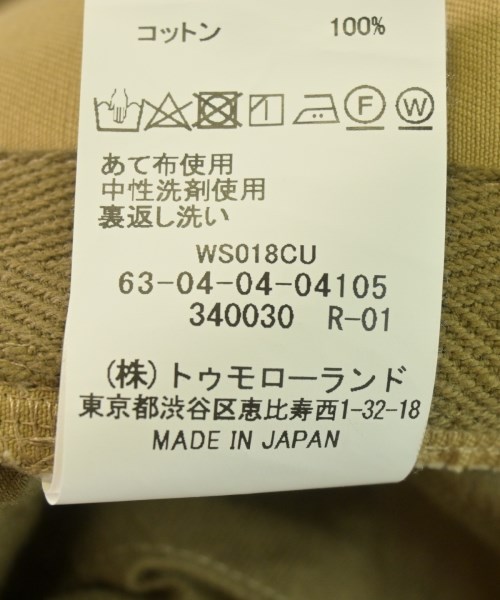 コットン 100%
F W
あて布使用
中性洗剤使用
裏返し洗い
WS018CU
63-04-04-04105
340030 R-01
(株)トゥモローランド
東京都渋谷区恵比寿西1-32-18
MADE IN JAPAN